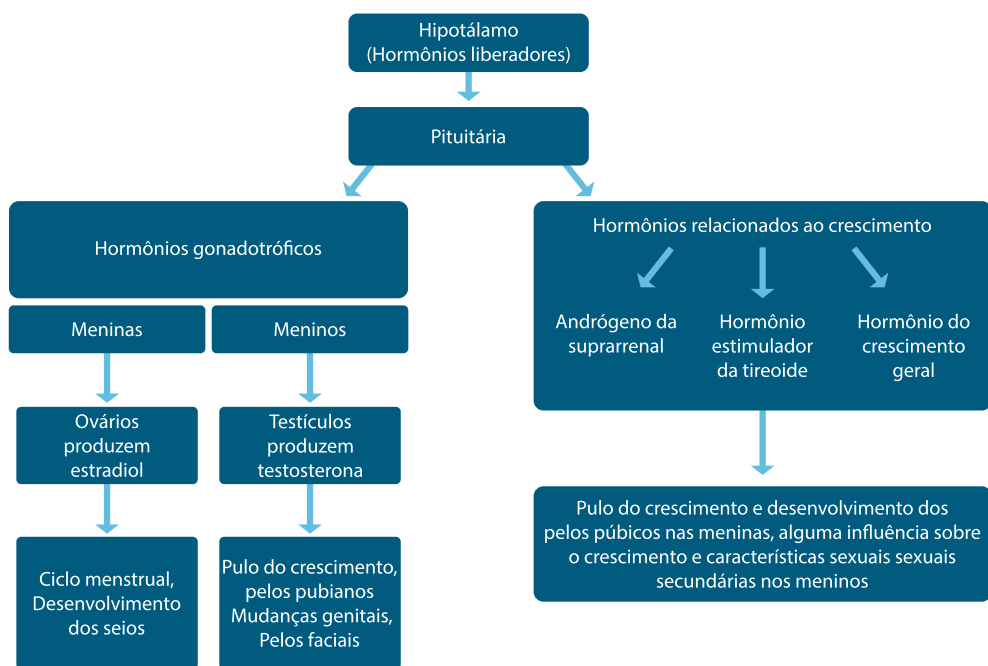 Hipotálamo
(Hormônios liberadores)
Pituitária
Hormônios gonadotróficos
Meninas
Meninos
Ovários
produzem
estradiol
Testículos
produzem
testosterona
Ciclo menstrual,
Desenvolvimento
dos seios
Pulo do crescimento,
pelos pubianos
Mudanças genitais,
Pelos faciais
Hormônios relacionados ao crescimento
Andrógeno da
suprarrenal
Hormônio
estimulador
da tireoide
Hormônio do
crescimento
geral
Pulo do crescimento e desenvolvimento dos
pelos púbicos nas meninas, alguma influência sobre
o crescimento e características sexuais sexuais
secundárias nos meninos